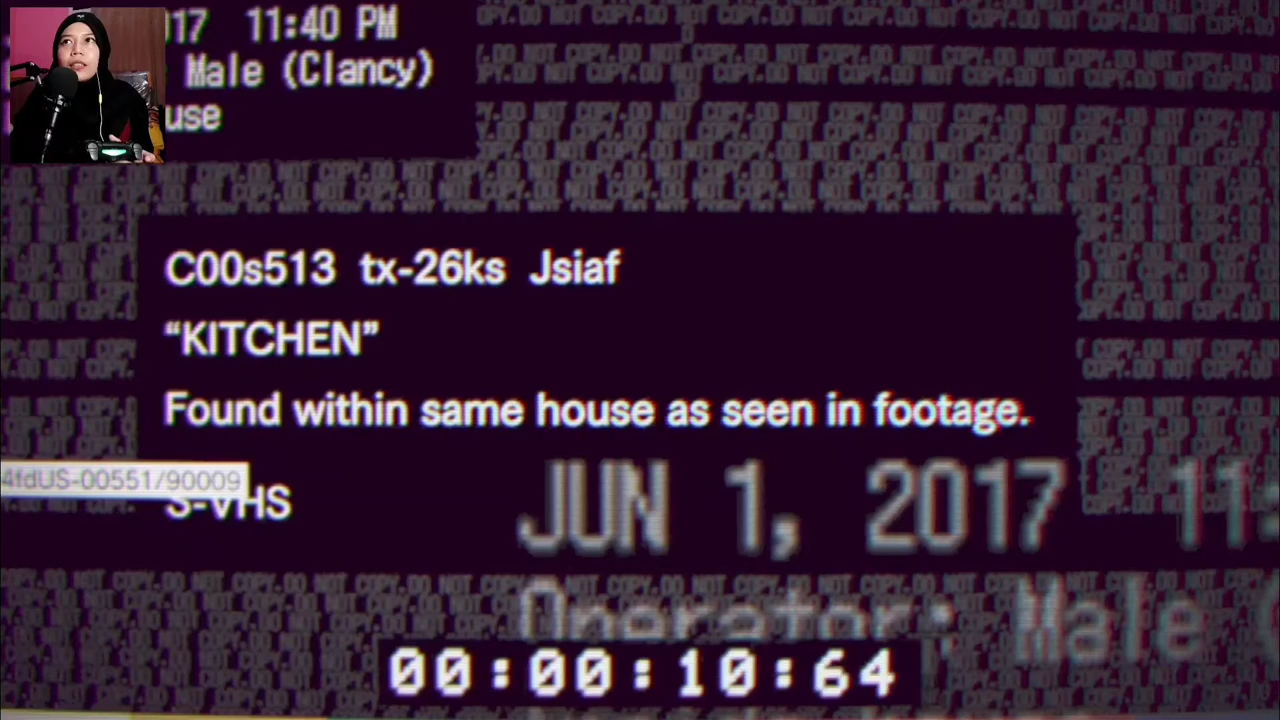 17 11:40 PM
Male (Clancy)
use
C00s513 tx-26ks Jsiaf
“KITCHEN”
Found within same house as seen in footage.
4fdUS-00551/90009
S-VHS
JUN 1, 2017 11:
Operator: Male (
00:00:10:64